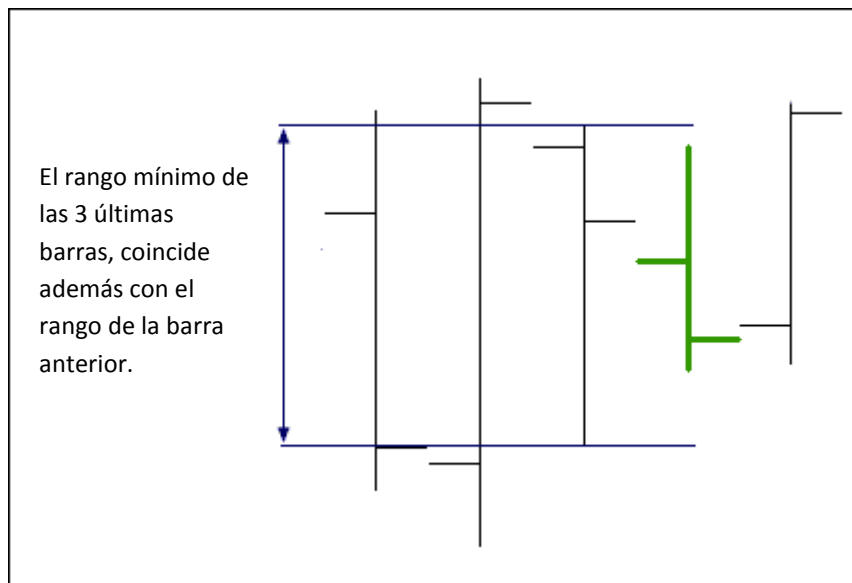 El rango mínimo de
las 3 últimas
barras, coincide
además con el
rango de la barra
anterior.